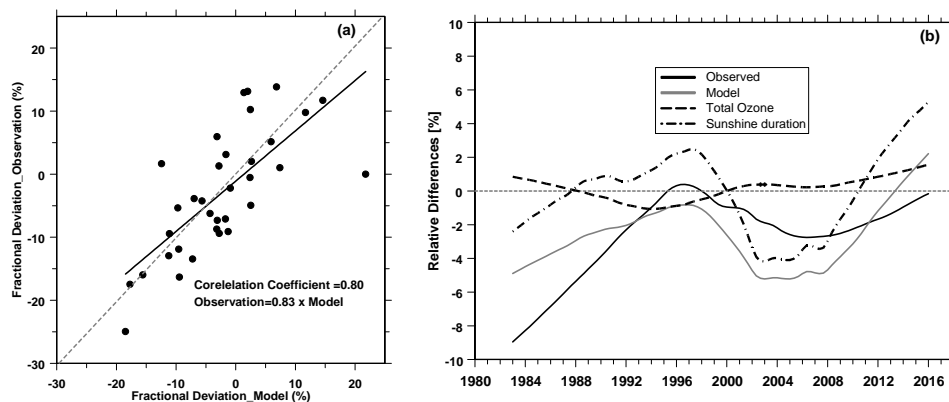 (a)
20
10
0
-10
-20
-30
Fractional Deviation_Observation (%)
Corelelation Coefficient =0.80
Observation=0.83 x Model
-30
-20
-10
0
10
20
Fractional Deviation_Model (%)
(b)
10
8
6
4
2
0
-2
-4
-6
-8
-10
Relative Differences [%]
Observed
Model
Total Ozone
Sunshine duration
1980 1984 1988 1992 1996 2000 2004 2008 2012 2016